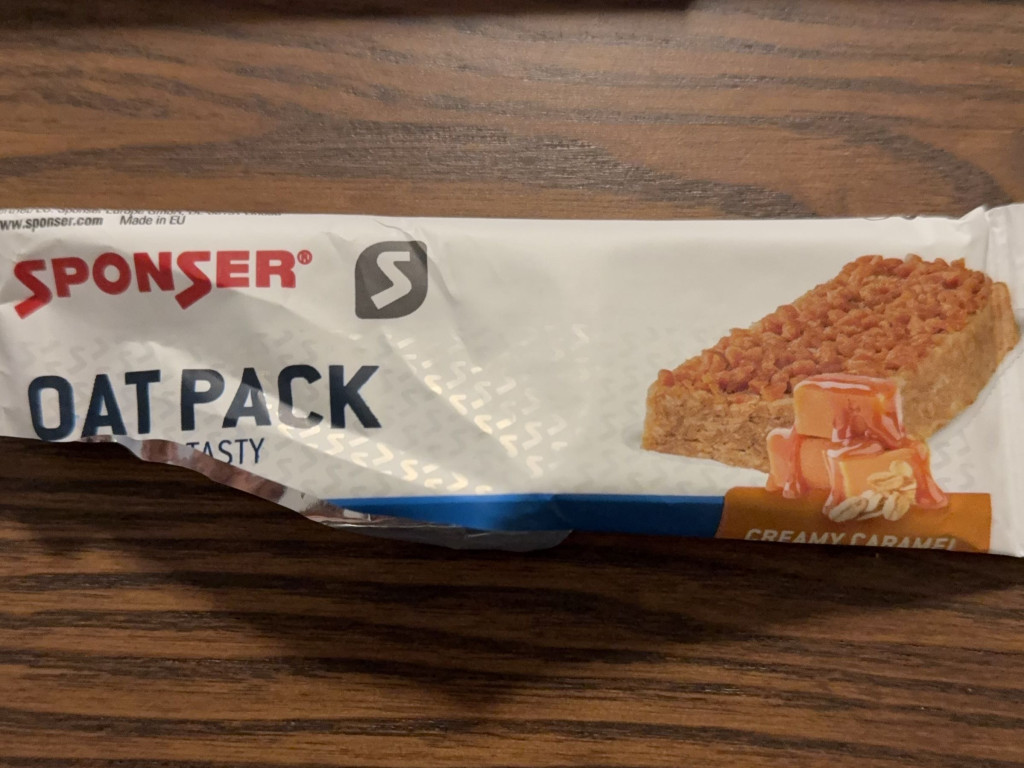 www.sponser.com Made in EU
SPONSER®
S
OAT PACK
TASTY
CREAMY CARAMEL